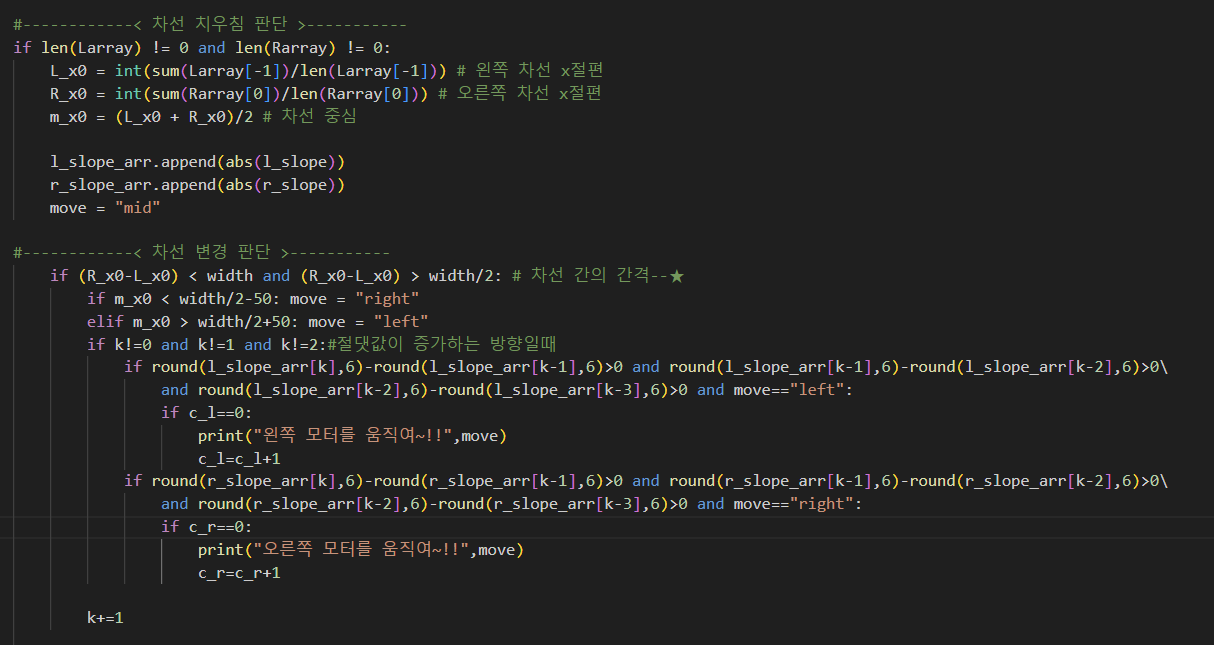 #------------< 차선 치우침 판단 >-----------
if len(Larray) != 0 and len(Rarray) != 0:
    L_x0 = int(sum(Larray[-1])/len(Larray[-1])) # 왼쪽 차선 x절편
    R_x0 = int(sum(Rarray[0])/len(Rarray[0])) # 오른쪽 차선 x절편
    m_x0 = (L_x0 + R_x0)/2 # 차선 중심
    l_slope_arr.append(abs(l_slope))
    r_slope_arr.append(abs(r_slope))
    move = "mid"
#------------< 차선 변경 판단 >-----------
    if (R_x0-L_x0) < width and (R_x0-L_x0) > width/2: # 차선 간의 간격--★
        if m_x0 < width/2-50: move = "right"
        elif m_x0 > width/2+50: move = "left"
        if k!=0 and k!=1 and k!=2:#절댓값이 증가하는 방향일때
            if round(l_slope_arr[k],6)-round(l_slope_arr[k-1],6)>0 and round(l_slope_arr[k-1],6)-round(l_slope_arr[k-2],6)>0\
                and round(l_slope_arr[k-2],6)-round(l_slope_arr[k-3],6)>0 and move=="left":
                if c_l==0:
                    print("왼쪽 모터를 움직여~!!",move)
                    c_l=c_l+1
            if round(r_slope_arr[k],6)-round(r_slope_arr[k-1],6)>0 and round(r_slope_arr[k-1],6)-round(r_slope_arr[k-2],6)>0\
                and round(r_slope_arr[k-2],6)-round(r_slope_arr[k-3],6)>0 and move=="right":
                if c_r==0:
                    print("오른쪽 모터를 움직여~!!",move)
                    c_r=c_r+1
        k+=1